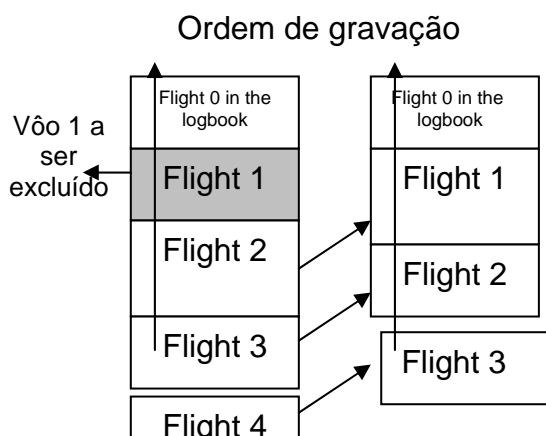 Ordem de gravação
Vôo 1 a
ser
excluído
Flight 0 in the
logbook
Flight 1
Flight 2
Flight 3
Flight 4
Flight 0 in the
logbook
Flight 1
Flight 2
Flight 3